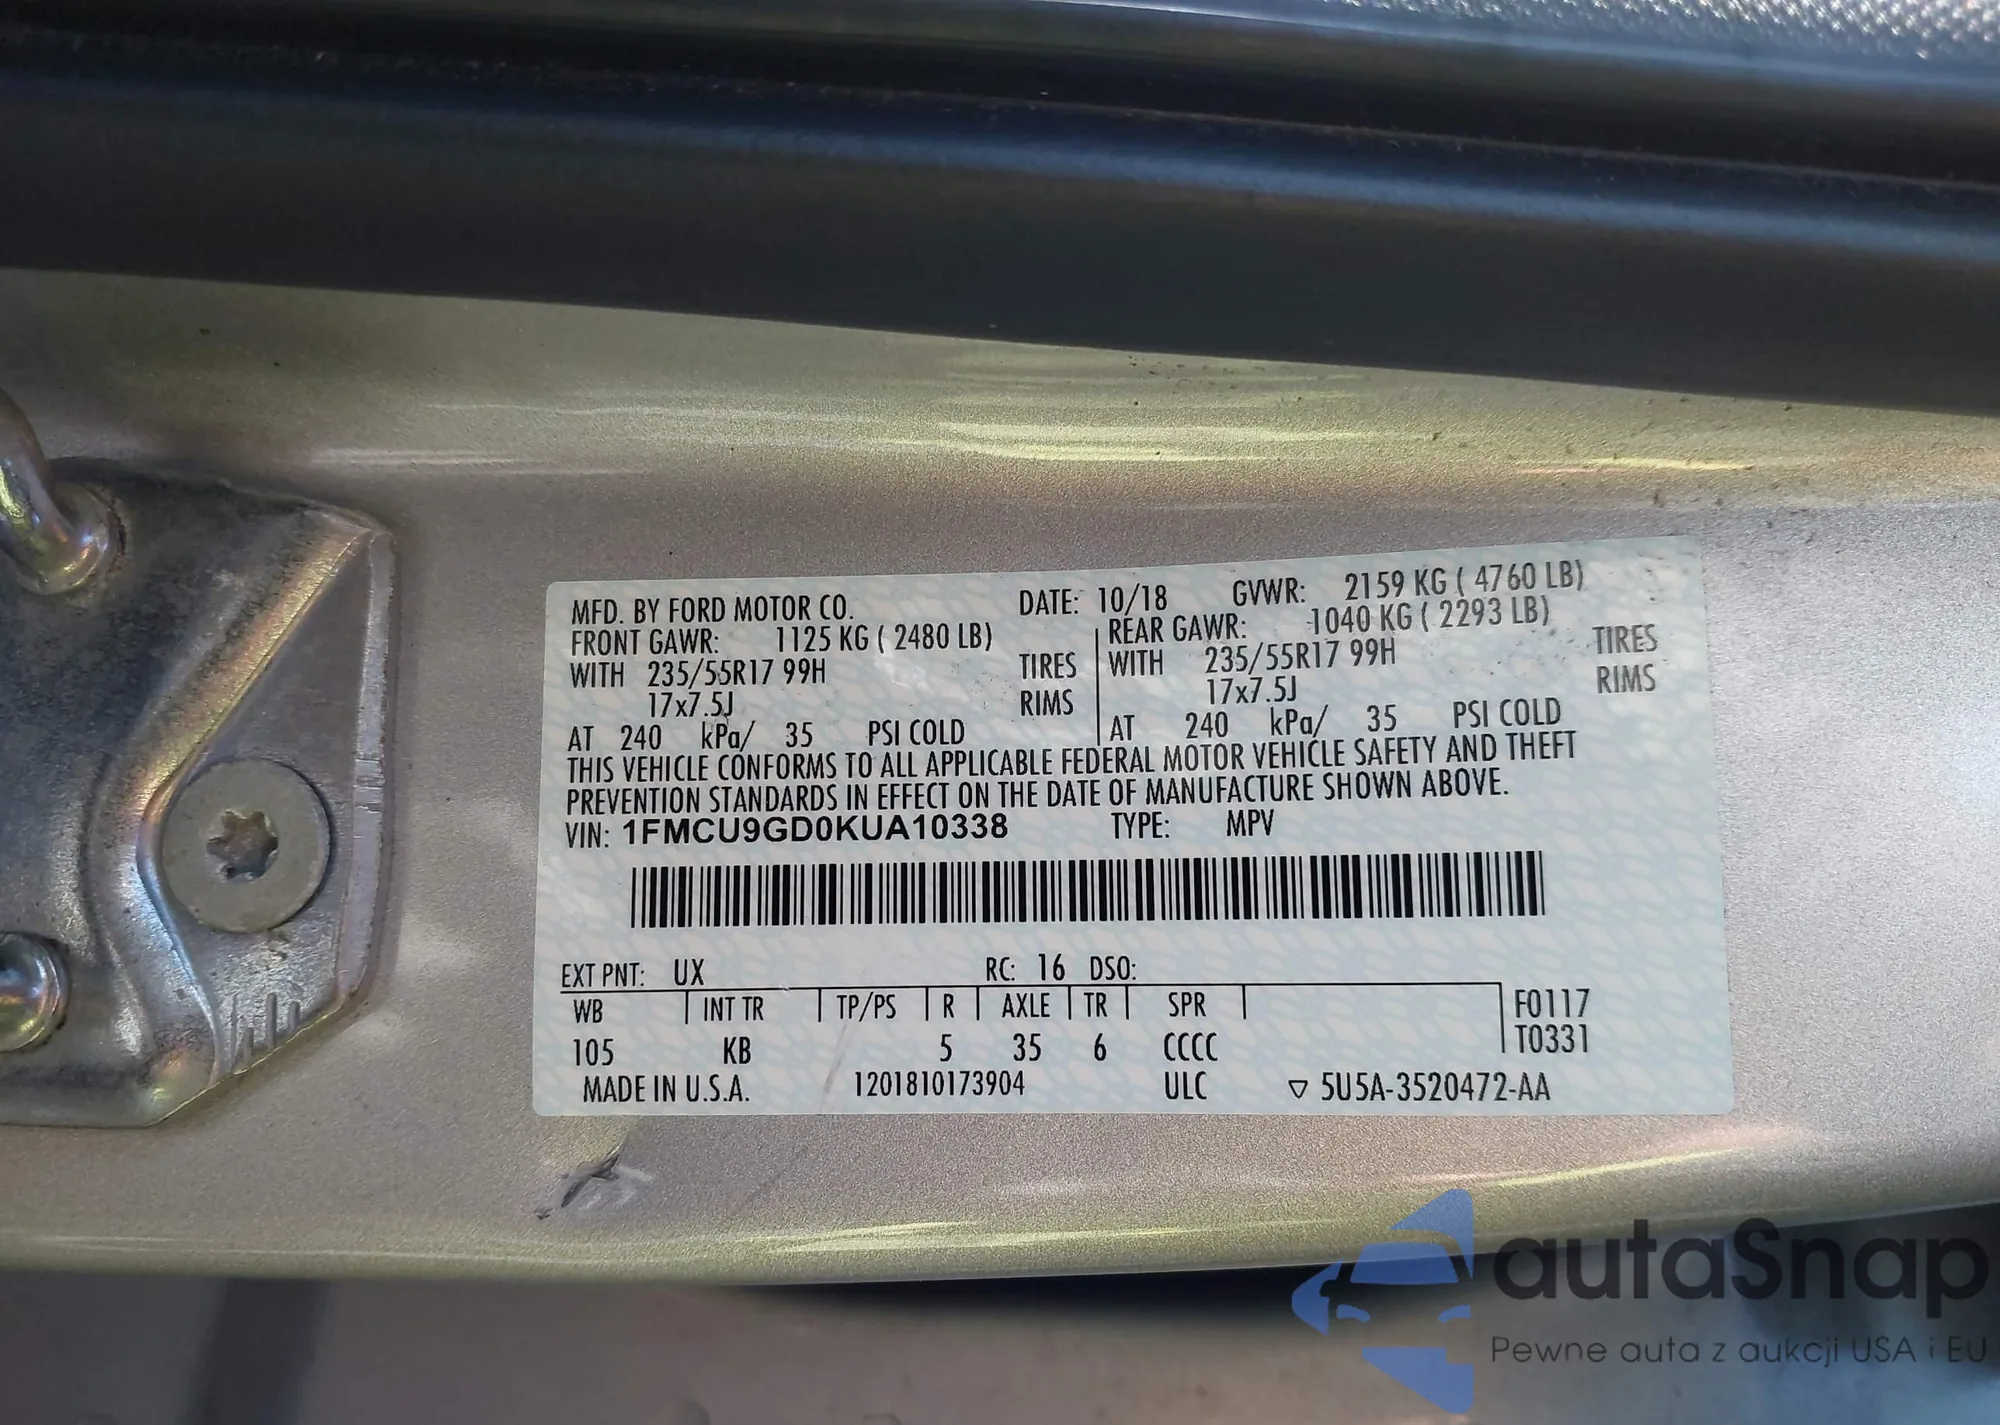 MFD. BY FORD MOTOR CO. DATE: 10/18 GVWR: 2159 KG ( 4760 LB)
FRONT GAWR: 1125 KG ( 2480 LB) REAR GAWR: 1040 KG ( 2293 LB)
WITH 235/55R17 99H TIRES WITH 235/55R17 99H TIRES
17x7.5J RIMS 17x7.5J RIMS
AT 240 kPa/ 35 PSI COLD AT 240 kPa/ 35 PSI COLD
THIS VEHICLE CONFORMS TO ALL APPLICABLE FEDERAL MOTOR VEHICLE SAFETY AND THEFT
PREVENTION STANDARDS IN EFFECT ON THE DATE OF MANUFACTURE SHOWN ABOVE.
VIN: 1FMCU9GD0KUA10338 TYPE: MPV
EXT PNT: UX RC: 16 DSO:
WB INT TR TP/PS R AXLE TR SPR F0117
T0331
105 KB 5 35 6 CCCC
MADE IN U.S.A. 1201810173904 ULC ▽ 5U5A-3520472-AA
autaSnap
Pewne auta z aukcji USA i EU